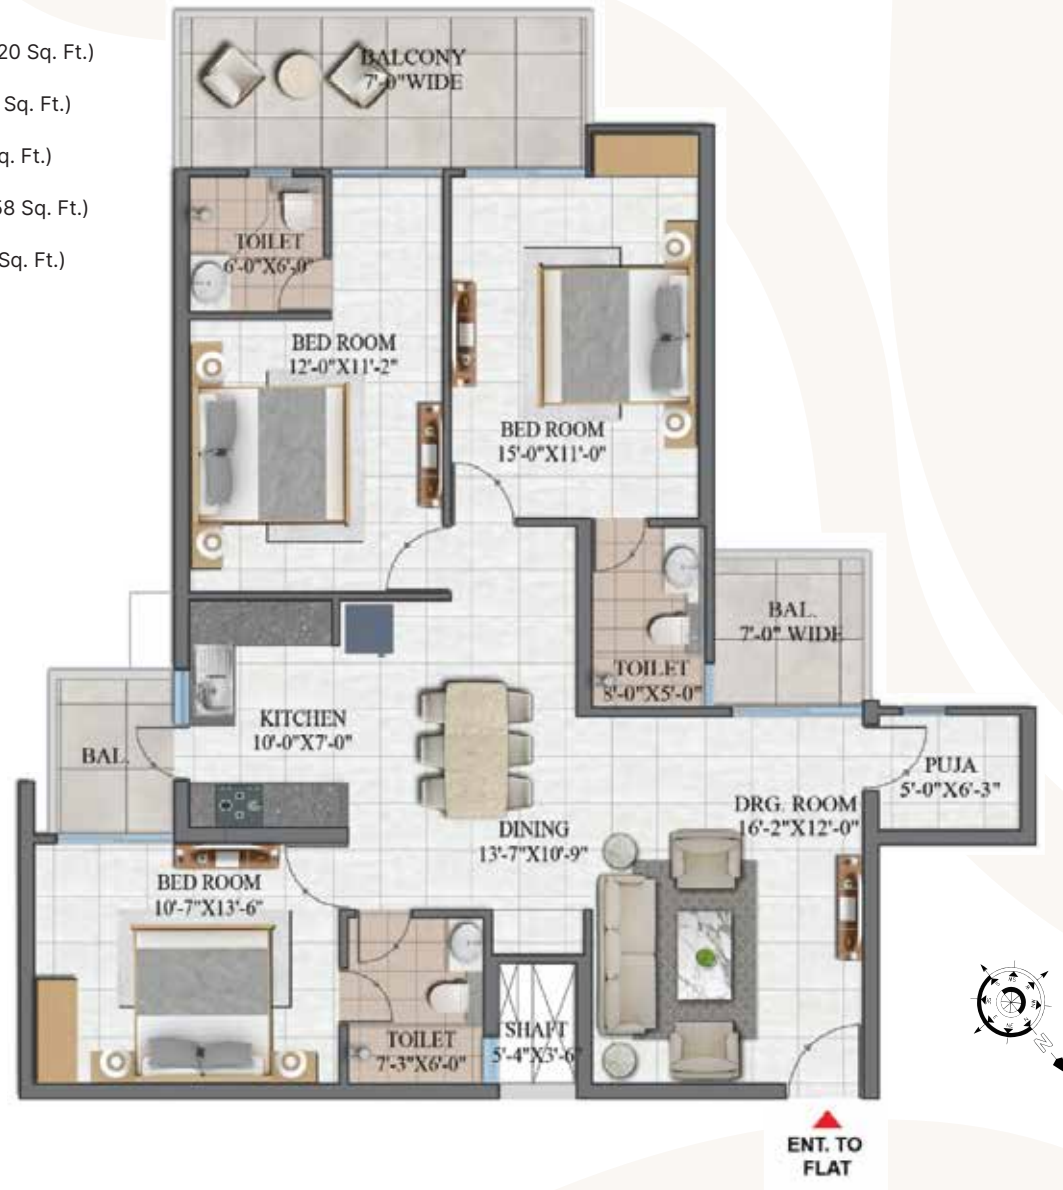 20 Sq. Ft.)
Sq. Ft.)
q. Ft.)
58 Sq. Ft.)
Sq. Ft.)
BALCONY
7'-0"WIDE
TOILET
6'-0"X6'-0"
BED ROOM
12'-0"X11'-2"
BED ROOM
15'-0"X11'-0"
BAL.
7'-0" WIDE
TOILET
8'-0"X5'-0"
KITCHEN
10'-0"X7'-0"
BAL.
PUJA
5'-0"X6'-3"
DRG. ROOM
16'-2"X12'-0"
DINING
13'-7"X10'-9"
BED ROOM
10'-7"X13'-6"
TOILET
7'-3"X6'-0"
SHAFT
5'-4"X3'-6"
N
ENT. TO
FLAT